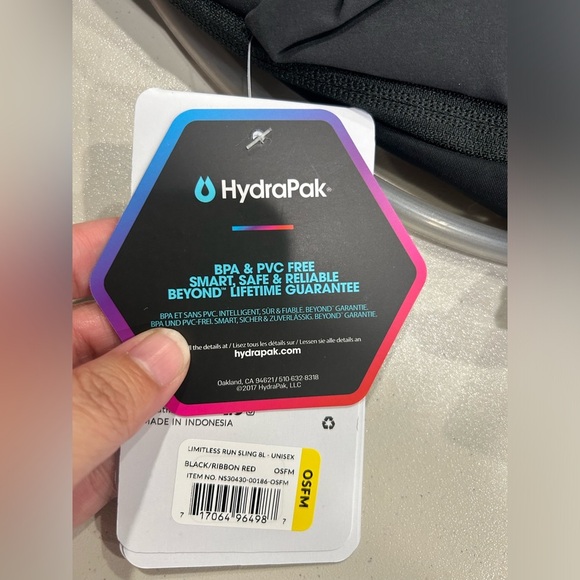 HydraPak
BPA & PVC FREE
SMART, SAFE & RELIABLE
BEYOND™ LIFETIME GUARANTEE
BPA ET SANS PVC, INTELLIGENT, SÛR & FIABLE. BEYOND™ GARANTIE.
BPA UND PVC-FREI, SMART, SICHER & ZUVERLÄSSIG. BEYOND™ GARANTIE.
the details at / Lisez tous les détails sur / Lessen sie alle details an
hydrapak.com
Oakland, CA 94621 / 510-632-8318
©2017 HydraPak, LLC
MADE IN INDONESIA
LIMITLESS RUN SLING 8L - UNISEX
BLACK/RIBBON RED OSFM
ITEM NO. NS30430-00186-OSFM
OSFM
7 17064 96498 7